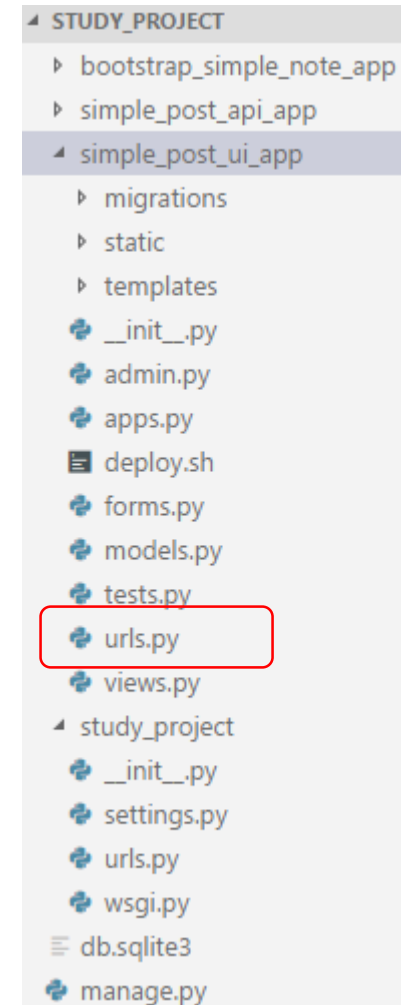 STUDY_PROJECT
bootstrap_simple_note_app
simple_post_api_app
simple_post_ui_app
migrations
static
templates
__init__.py
admin.py
apps.py
deploy.sh
forms.py
models.py
tests.py
urls.py
views.py
study_project
__init__.py
settings.py
urls.py
wsgi.py
db.sqlite3
manage.py